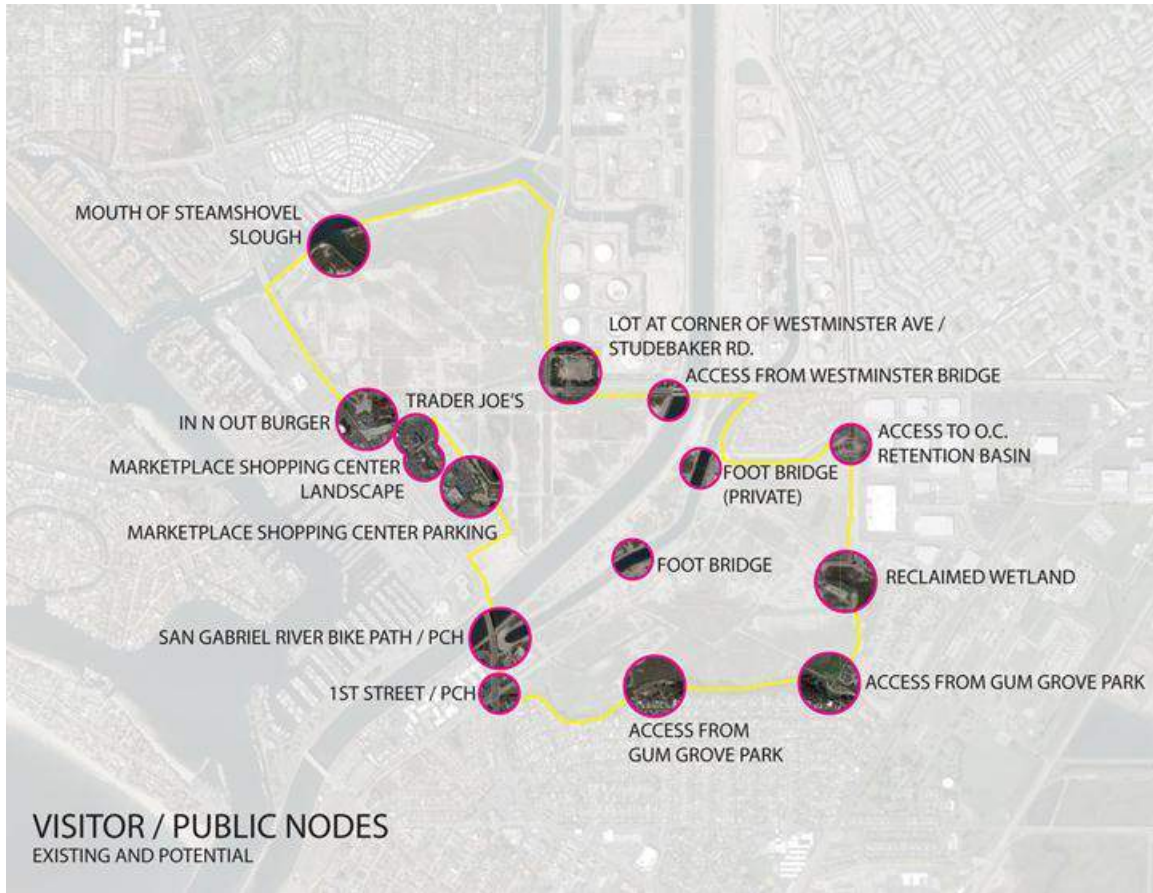 MOUTH OF STEAMSHOVEL
SLOUGH
LOT AT CORNER OF WESTMINSTER AVE /
STUDEBAKER RD.
ACCESS FROM WESTMINSTER BRIDGE
TRADER JOE'S
IN N OUT BURGER
ACCESS TO O.C.
RETENTION BASIN
MARKETPLACE SHOPPING CENTER
LANDSCAPE
FOOT BRIDGE
(PRIVATE)
MARKETPLACE SHOPPING CENTER PARKING
FOOT BRIDGE
RECLAIMED WETLAND
SAN GABRIEL RIVER BIKE PATH / PCH
1ST STREET / PCH
ACCESS FROM GUM GROVE PARK
ACCESS FROM
GUM GROVE PARK
VISITOR / PUBLIC NODES
EXISTING AND POTENTIAL